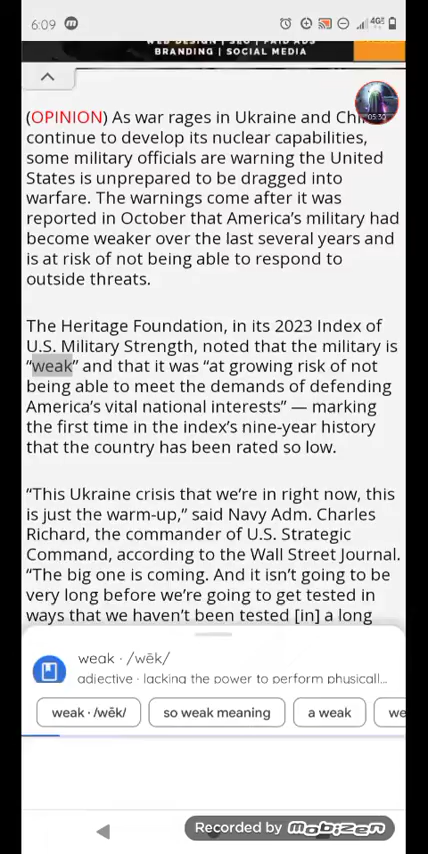 6:09
4G
WEB DESIGN | SEO | PAID ADS
BRANDING | SOCIAL MEDIA
(OPINION) As war rages in Ukraine and Chi
05:30
continue to develop its nuclear capabilities,
some military officials are warning the United
States is unprepared to be dragged into
warfare. The warnings come after it was
reported in October that America's military had
become weaker over the last several years and
is at risk of not being able to respond to
outside threats.
The Heritage Foundation, in its 2023 Index of
U.S. Military Strength, noted that the military is
“weak” and that it was “at growing risk of not
being able to meet the demands of defending
America's vital national interests” — marking
the first time in the index's nine-year history
that the country has been rated so low.
“This Ukraine crisis that we're in right now, this
is just the warm-up,” said Navy Adm. Charles
Richard, the commander of U.S. Strategic
Command, according to the Wall Street Journal.
“The big one is coming. And it isn't going to be
very long before we're going to get tested in
ways that we haven't been tested [in] a long
weak · /wēk/
adjective · lacking the power to perform physicall...
weak · /wēk/
so weak meaning
a weak
we
Recorded by Mobizen